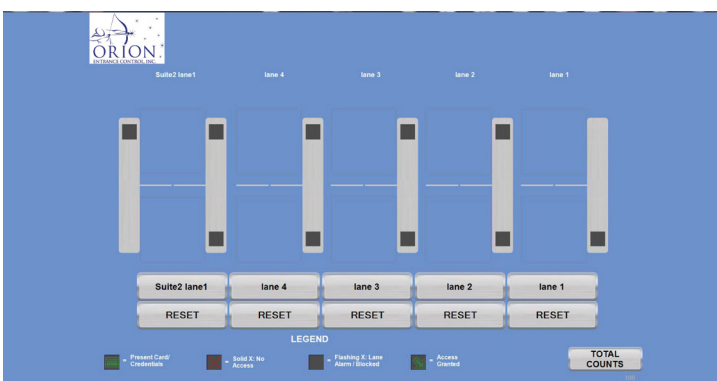 ORION
ENTRANCE CONTROL, INC.
Suite2 lane1 lane 4 lane 3 lane 2 lane 1
Suite2 lane1 lane 4 lane 3 lane 2 lane 1
RESET RESET RESET RESET RESET
LEGEND
= Present Card/
Credentials
= Solid X: No
Access
= Flashing X: Lane
Alarm / Blocked
= Access
Granted
TOTAL
COUNTS